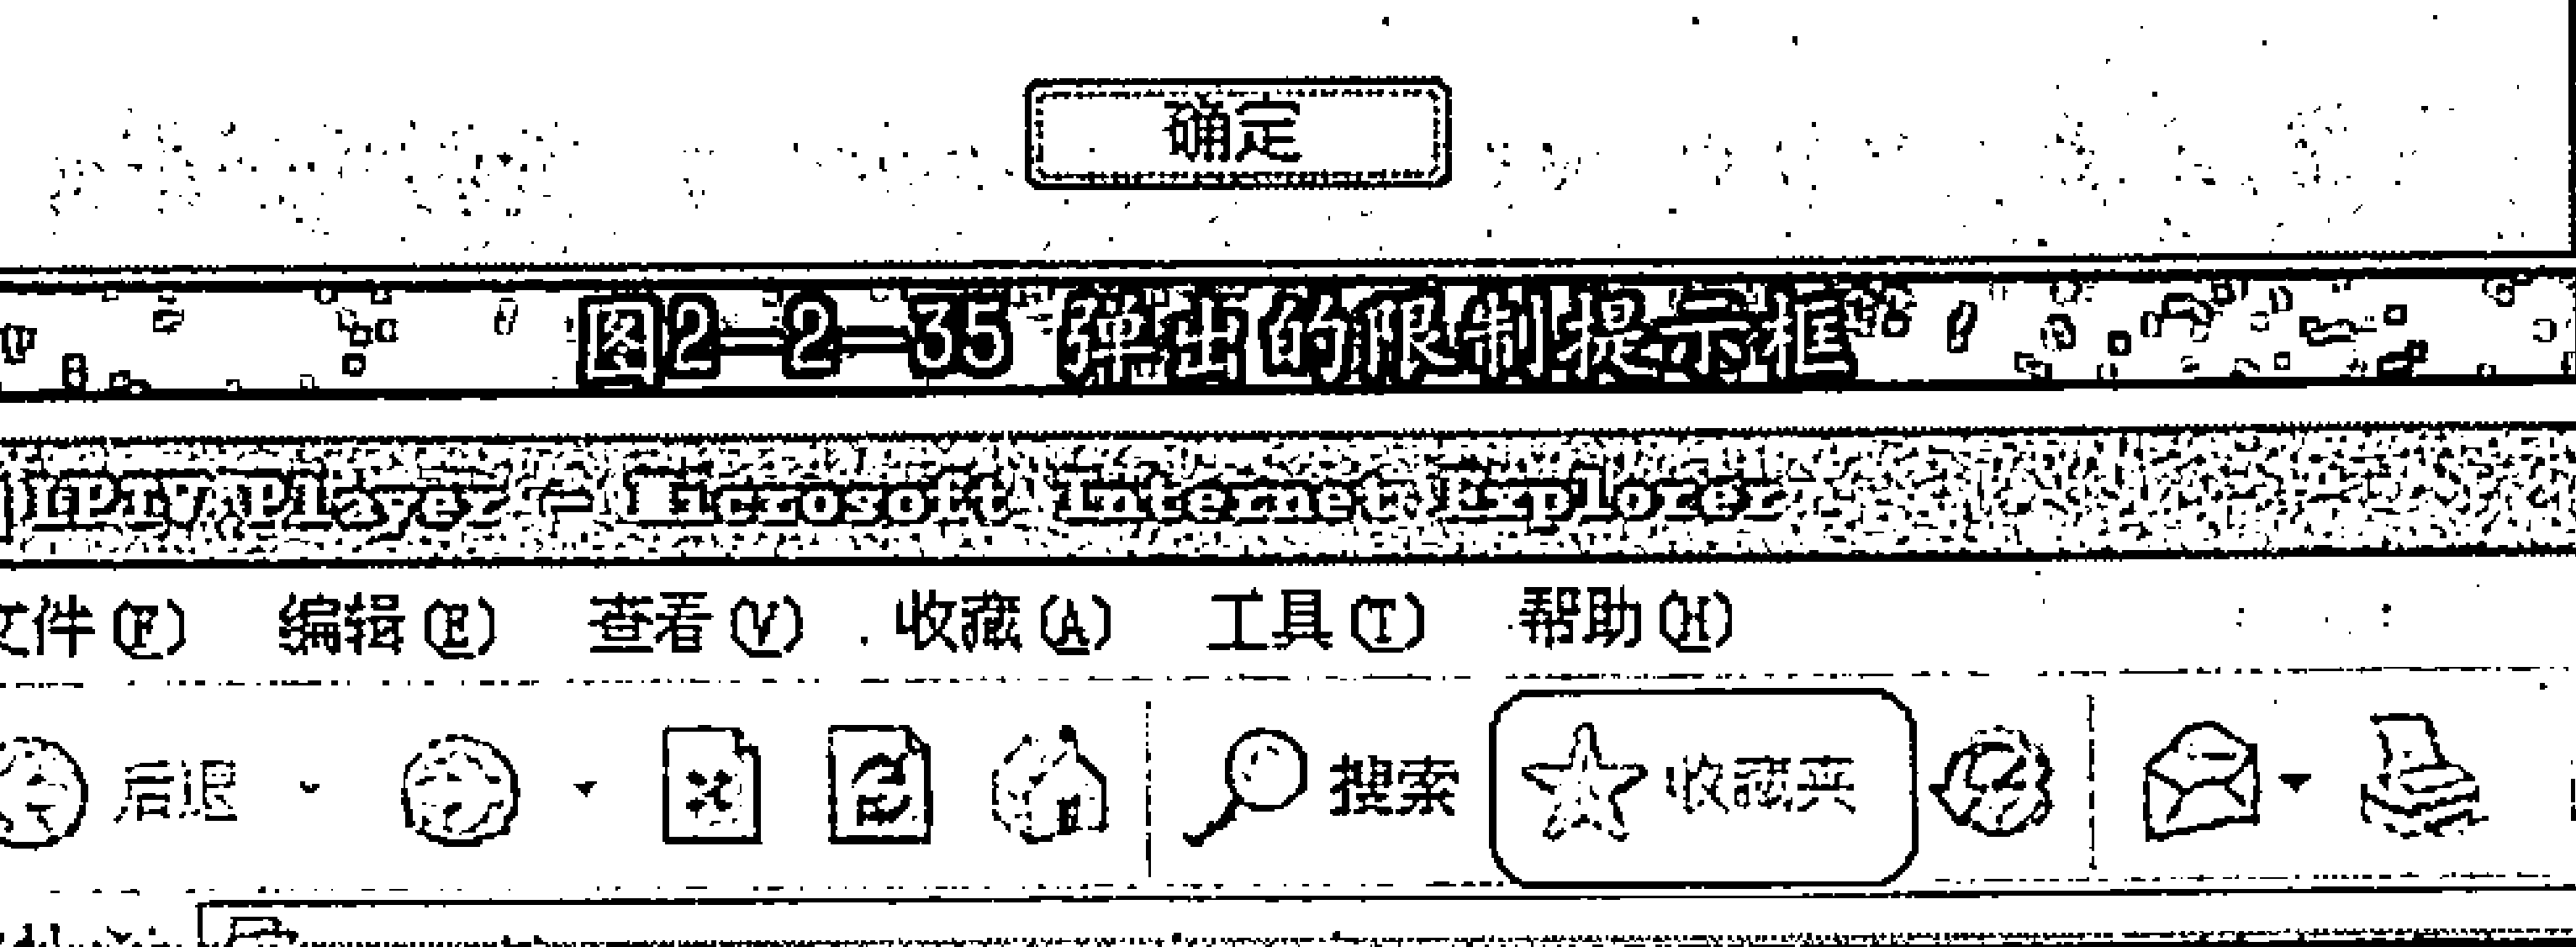 确定
图2-2-35 弹出的限制提示框
Microsoft Internet Explorer
文件(F) 编辑(E) 查看(V) 收藏(A) 工具(T) 帮助(H)
后退 搜索 收藏夹